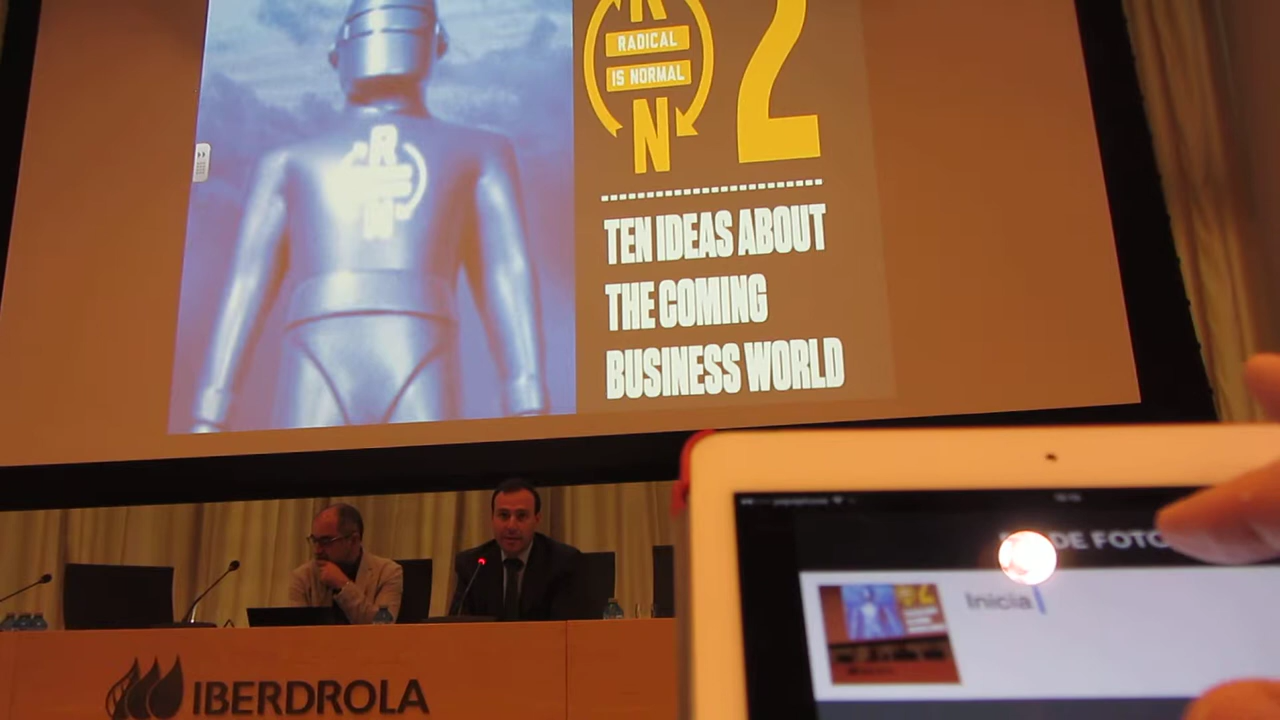 R
RADICAL
IS NORMAL
N
2
R
N
TEN IDEAS ABOUT
THE COMING
BUSINESS WORLD
DE FOTO
Inicia
IBERDROLA